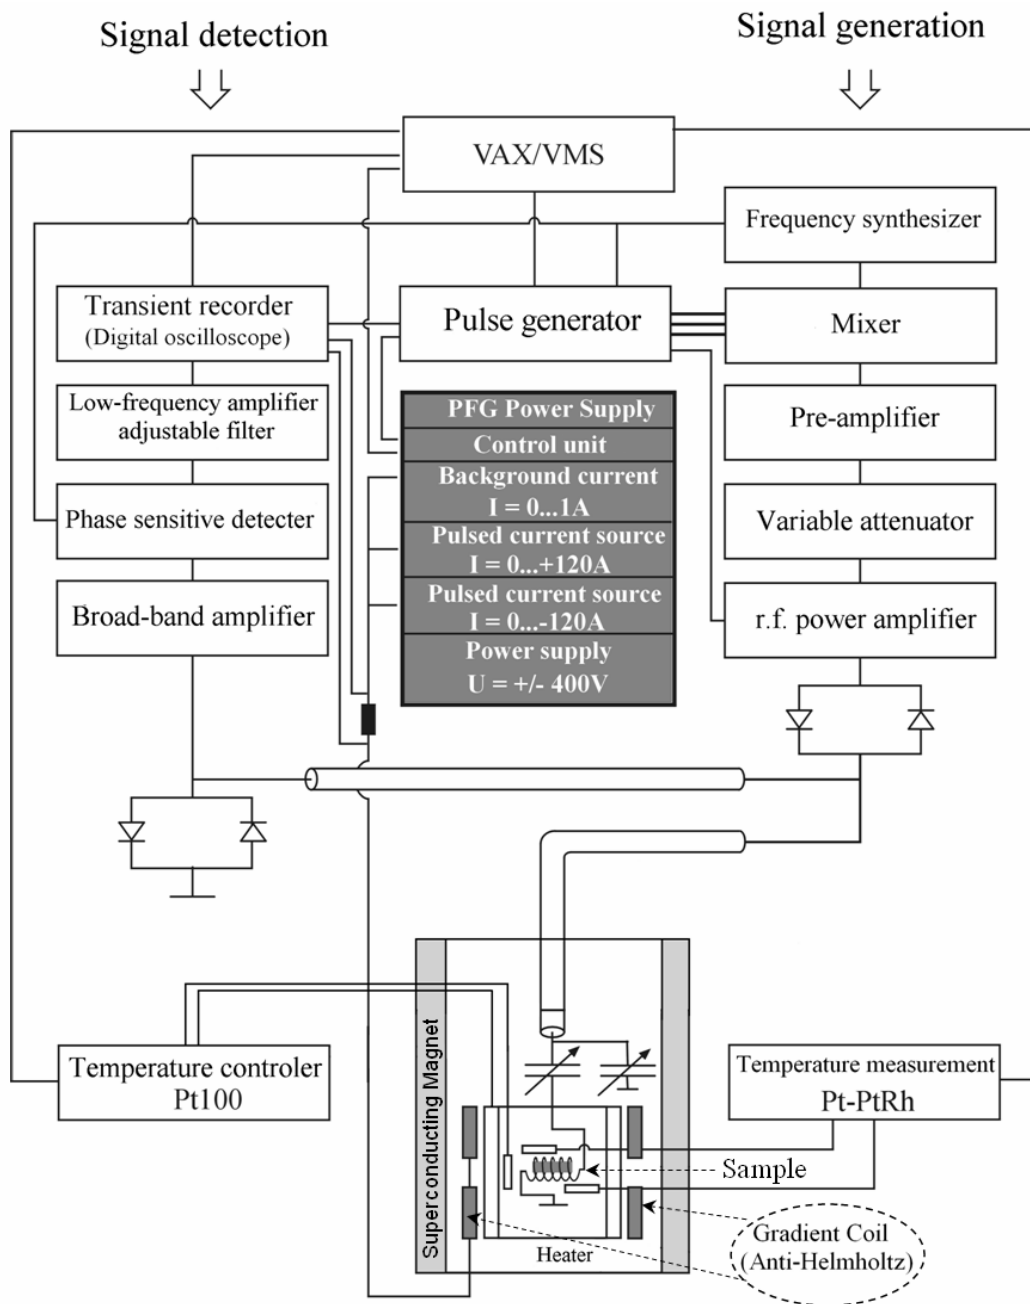 Signal detection
Signal generation
VAX/VMS
Frequency synthesizer
Transient recorder
(Digital oscilloscope)
Pulse generator
Mixer
Low-frequency amplifier
adjustable filter
PFG Power Supply
Control unit
Pre-amplifier
Background current
I = 0...1A
Phase sensitive detecter
Pulsed current source
I = 0...+120A
Variable attenuator
Broad-band amplifier
Pulsed current source
I = 0...-120A
r.f. power amplifier
Power supply
U = +/- 400V
Temperature controler
Pt100
Superconducting Magnet
Temperature measurement
Pt-PtRh
Sample
Heater
Gradient Coil
(Anti-Helmholtz)